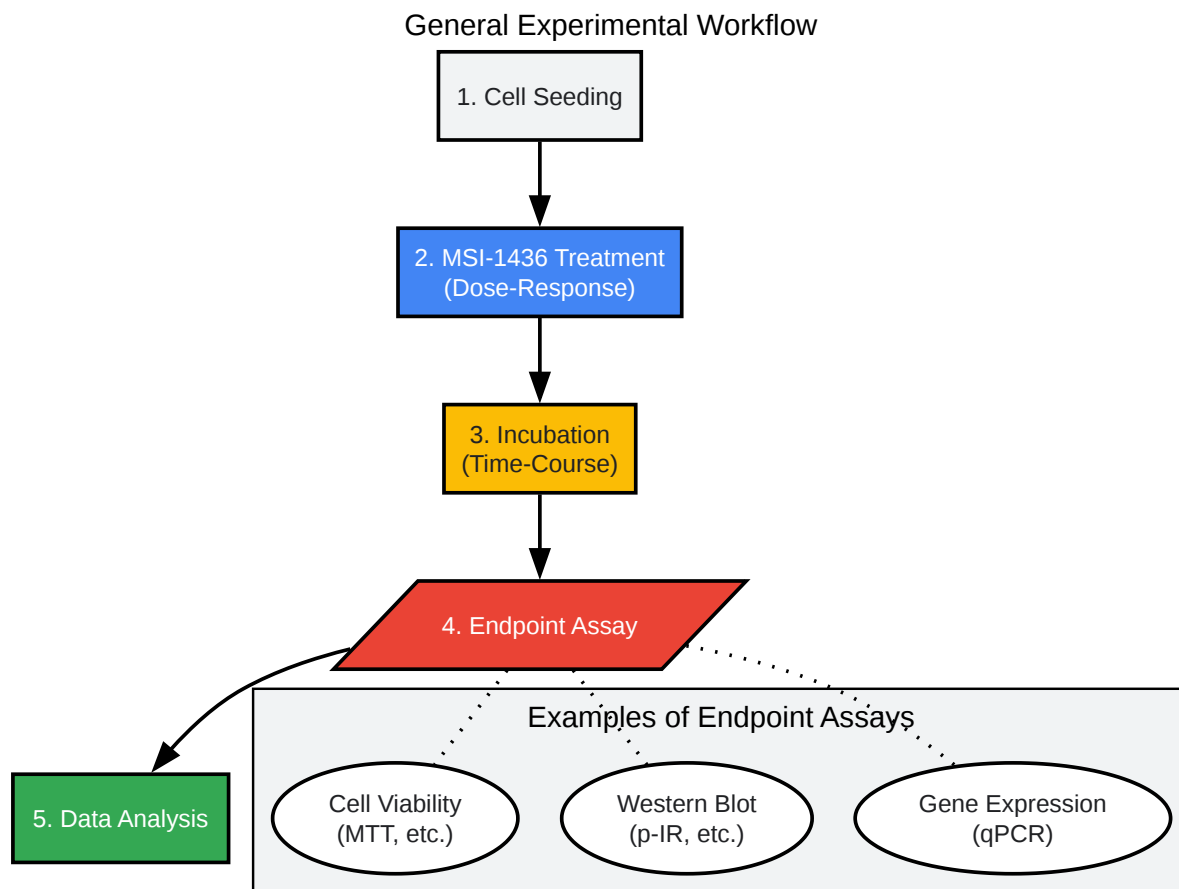 General Experimental Workflow
1. Cell Seeding
2. MSI-1436 Treatment
(Dose-Response)
3. Incubation
(Time-Course)
4. Endpoint Assay
Examples of Endpoint Assays
5. Data Analysis
Cell Viability
(MTT, etc.)
Western Blot
(p-IR, etc.)
Gene Expression
(qPCR)